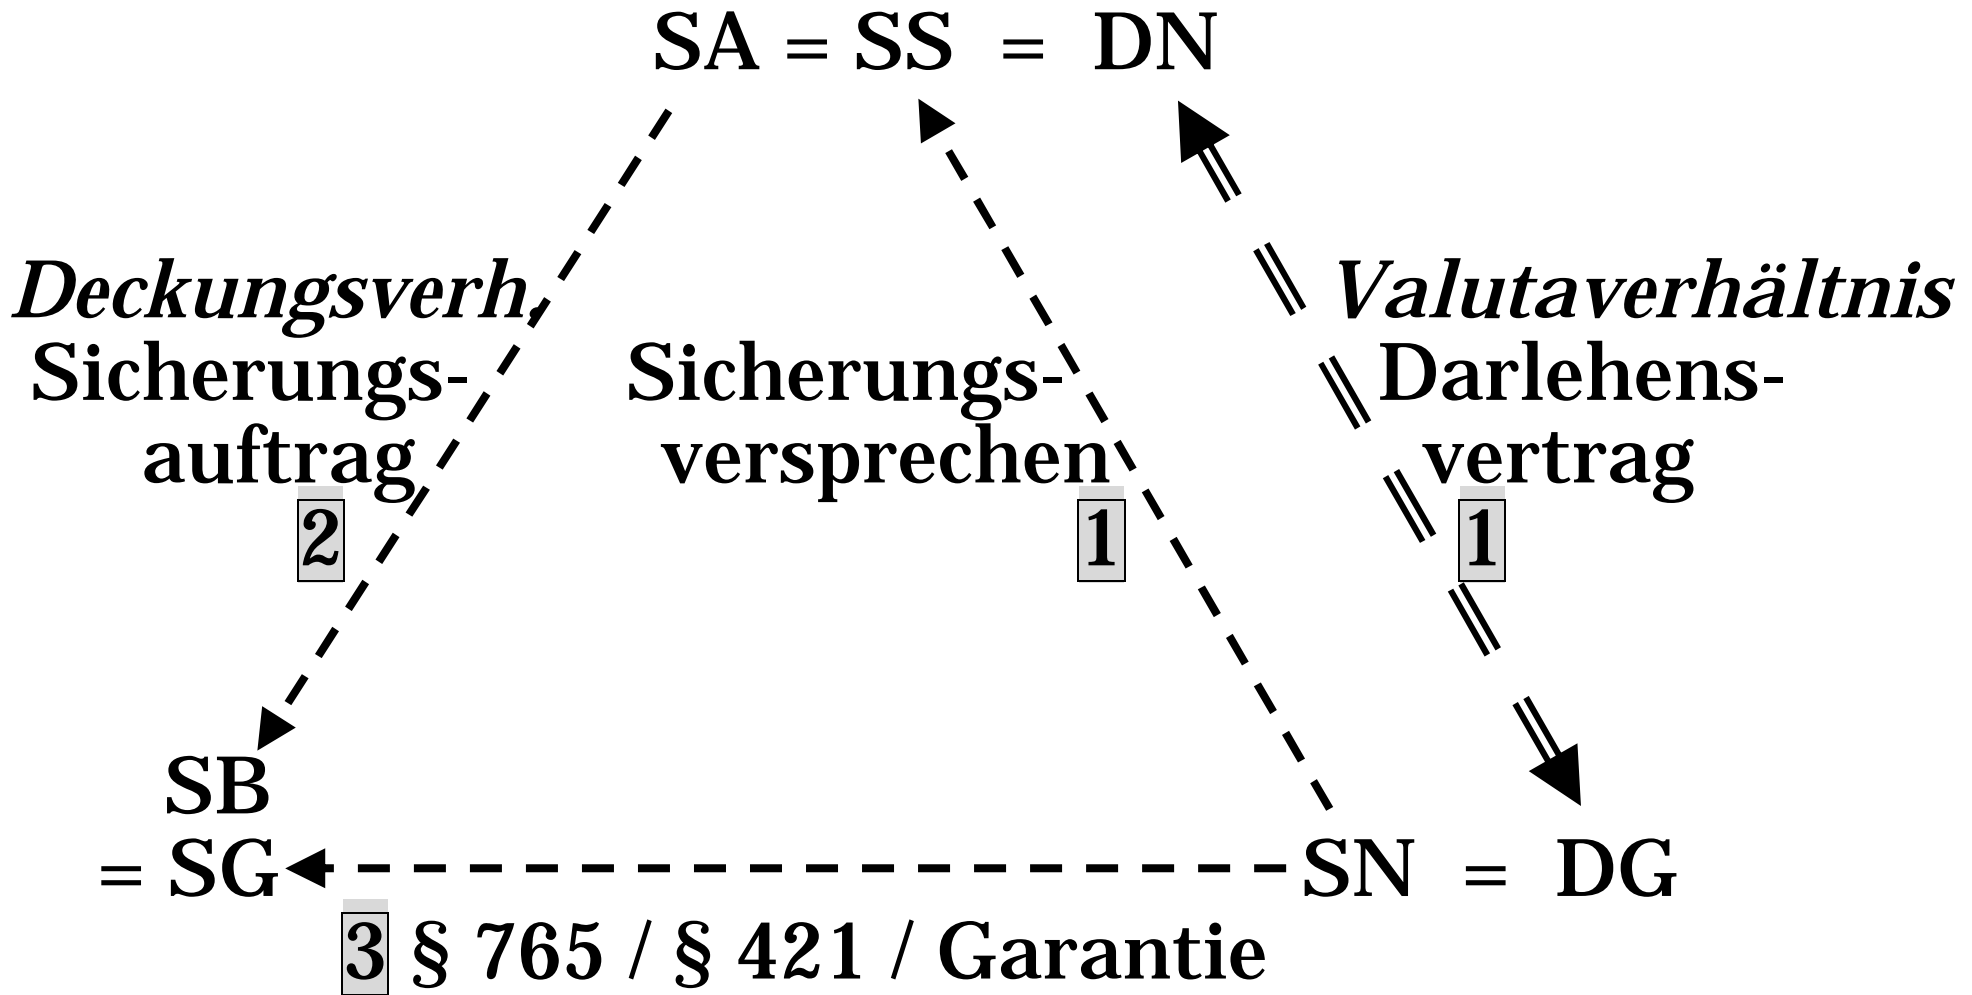 SA = SS = DN
Deckungsverh.
Sicherungs-
auftrag
2
Sicherungs-
versprechen
1
Valutaverhältnis
Darlehens-
vertrag
1
SB
= SG
SN = DG
3 § 765 / § 421 / Garantie